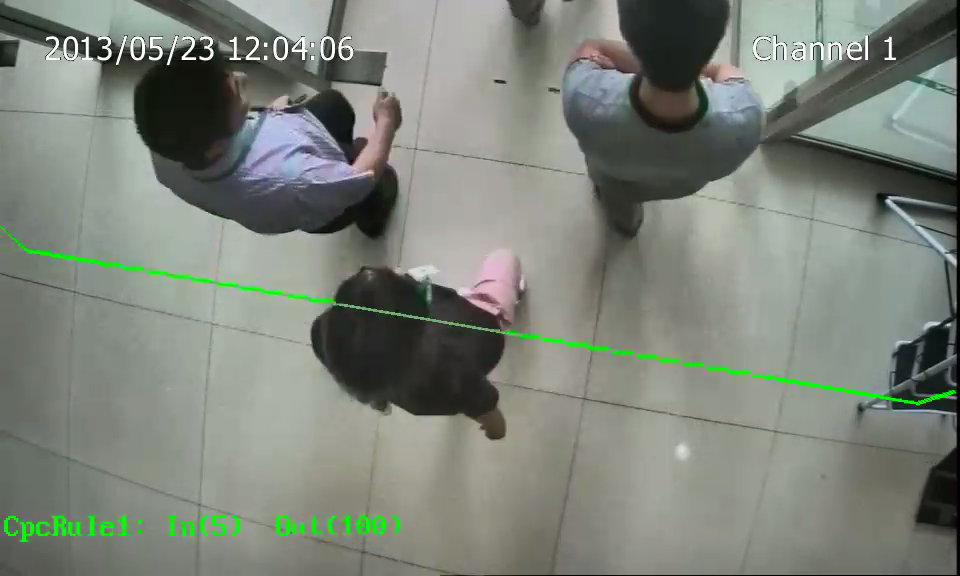 2013/05/23 12:04:06
Channel 1
CpcRule1: In(5) Out(100)